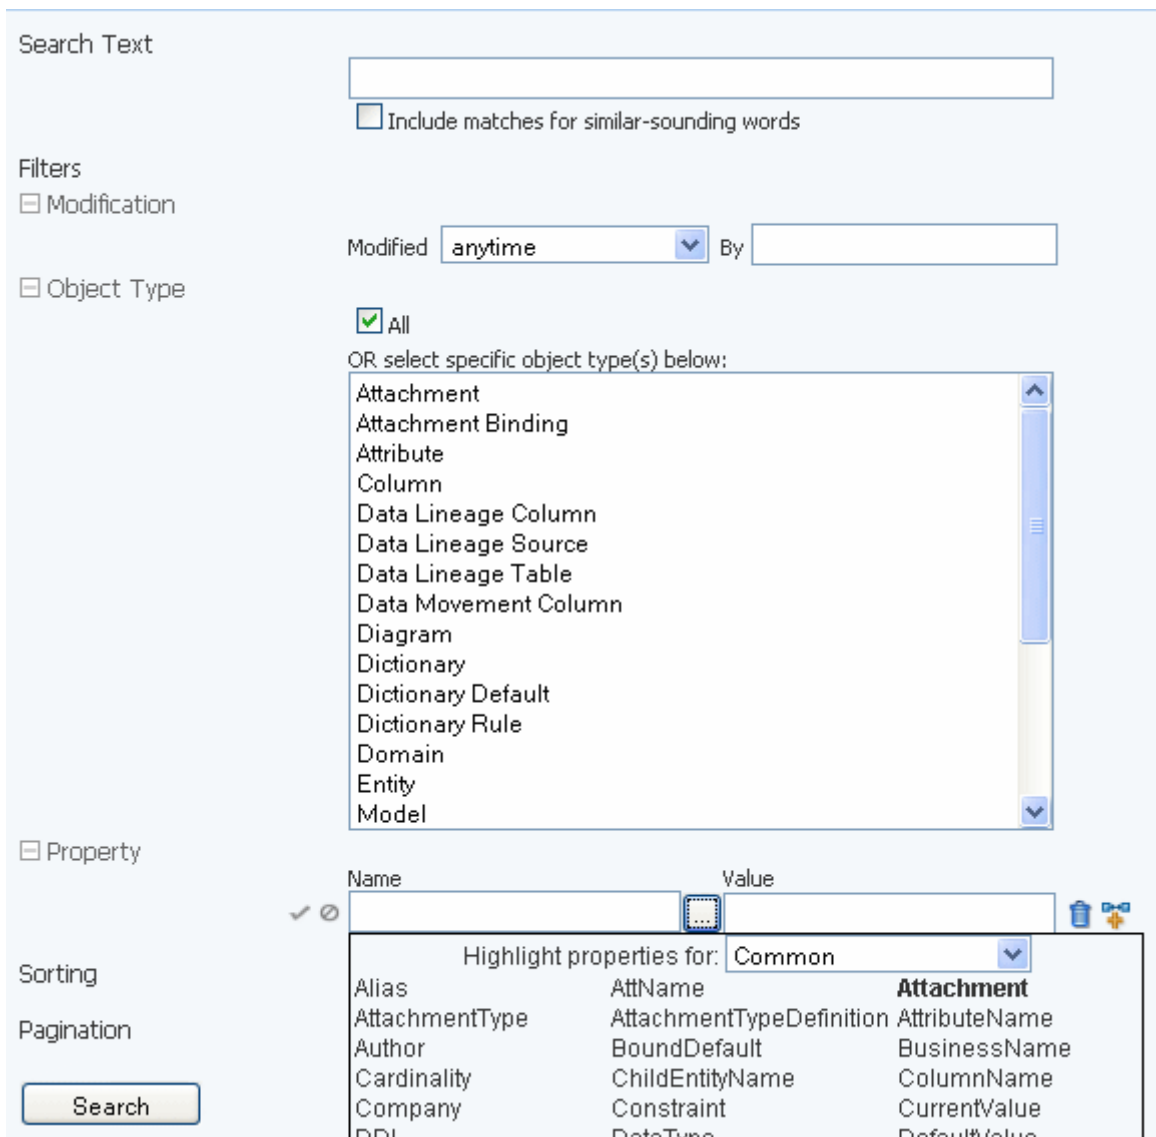 Search Text
Include matches for similar-sounding words
Filters
Modification
Modified anytime By
Object Type
All
OR select specific object type(s) below:
Attachment
Attachment Binding
Attribute
Column
Data Lineage Column
Data Lineage Source
Data Lineage Table
Data Movement Column
Diagram
Dictionary
Dictionary Default
Dictionary Rule
Domain
Entity
Model
Property
Name Value
...
Highlight properties for: Common
Sorting
Alias AttName Attachment
AttachmentType AttachmentTypeDefinition AttributeName
Pagination
Author BoundDefault BusinessName
Cardinality ChildEntityName ColumnName
Search
Company Constraint CurrentValue
DDL DataType DefaultValue